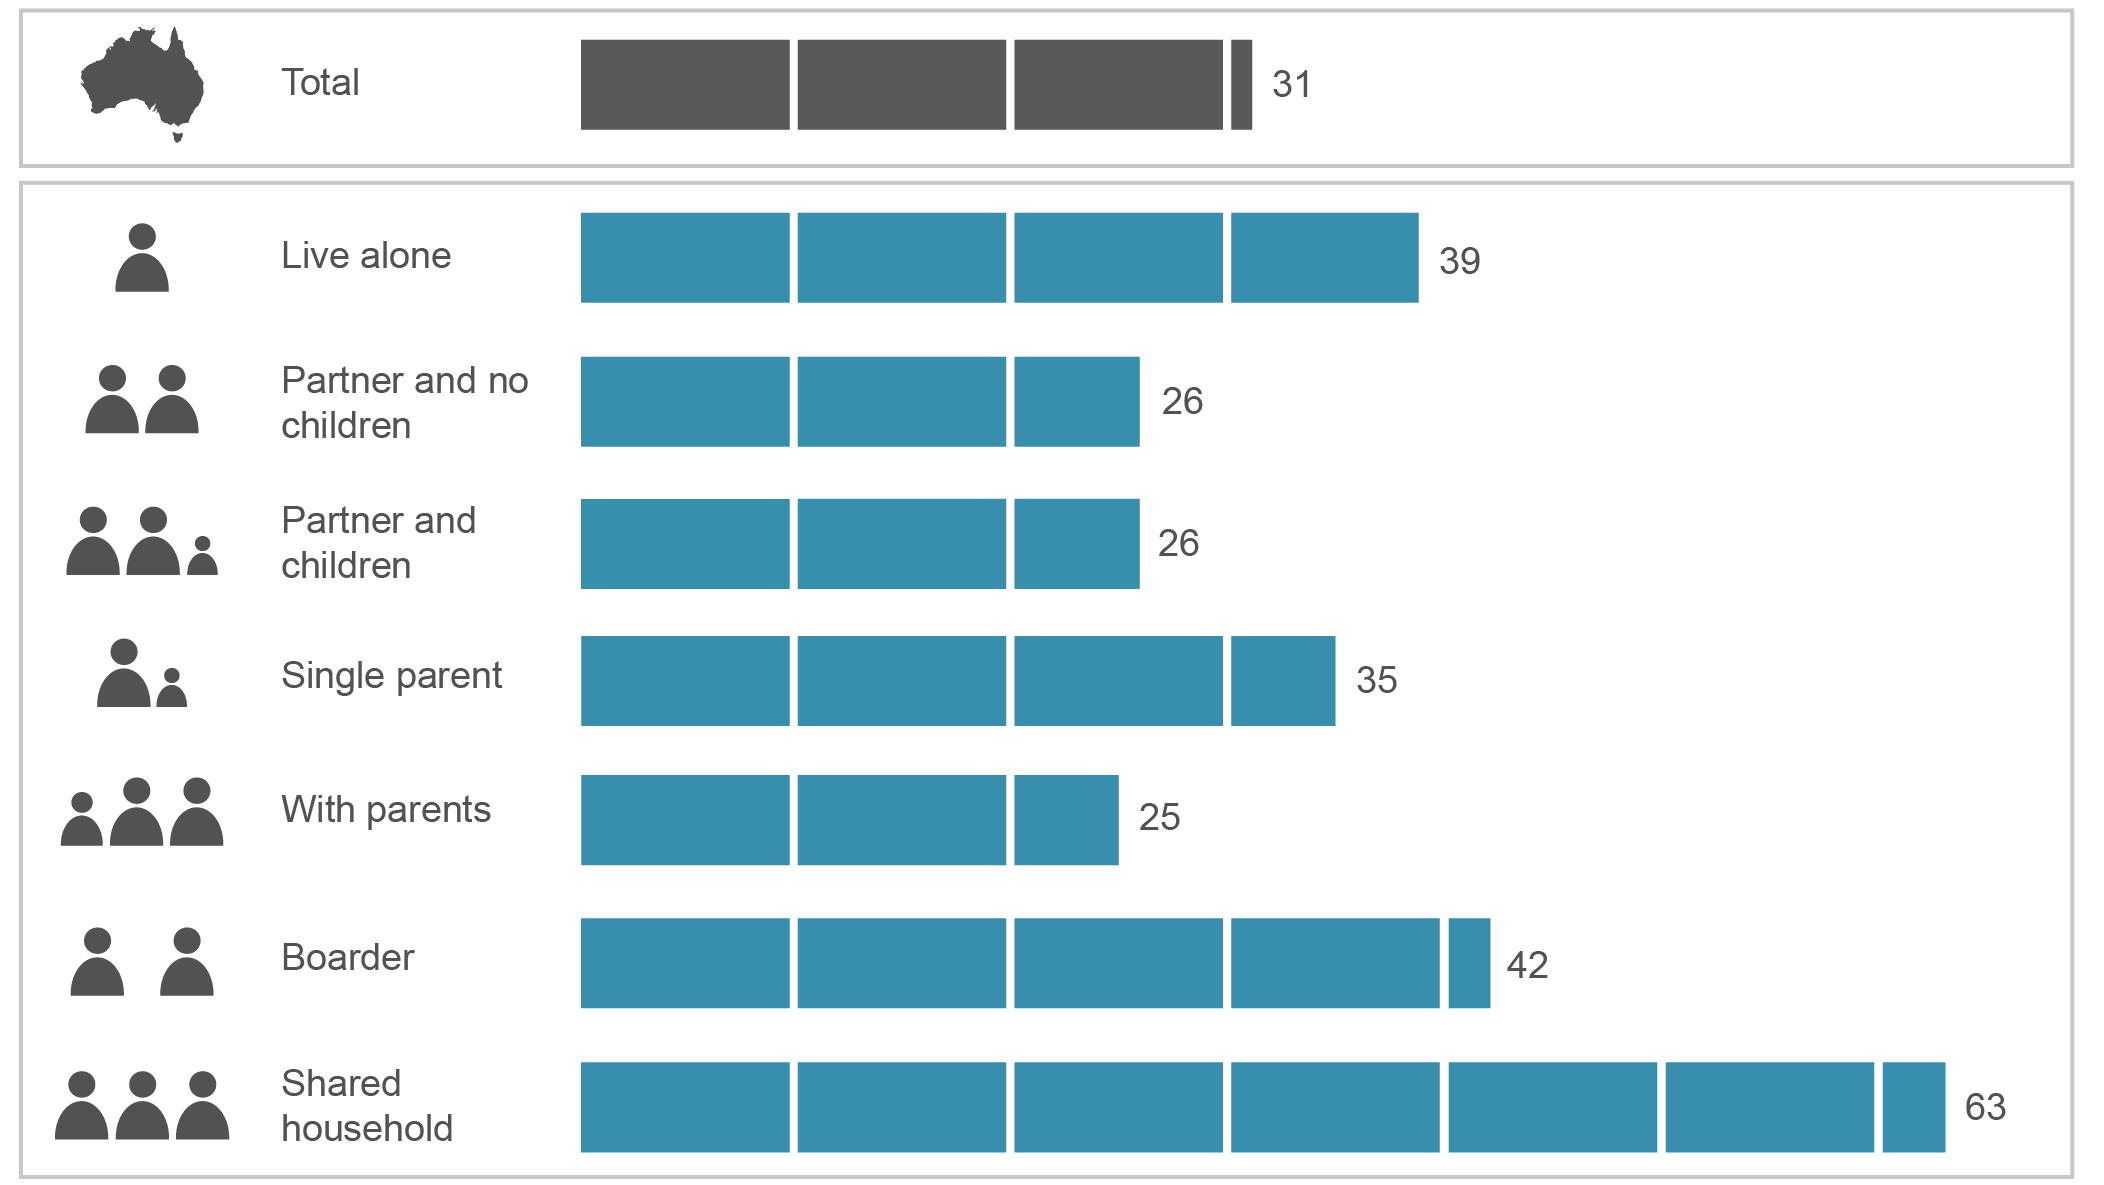 Total
31
Live alone
39
Partner and no
children
26
Partner and
children
26
Single parent
35
With parents
25
Boarder
42
Shared
household
63